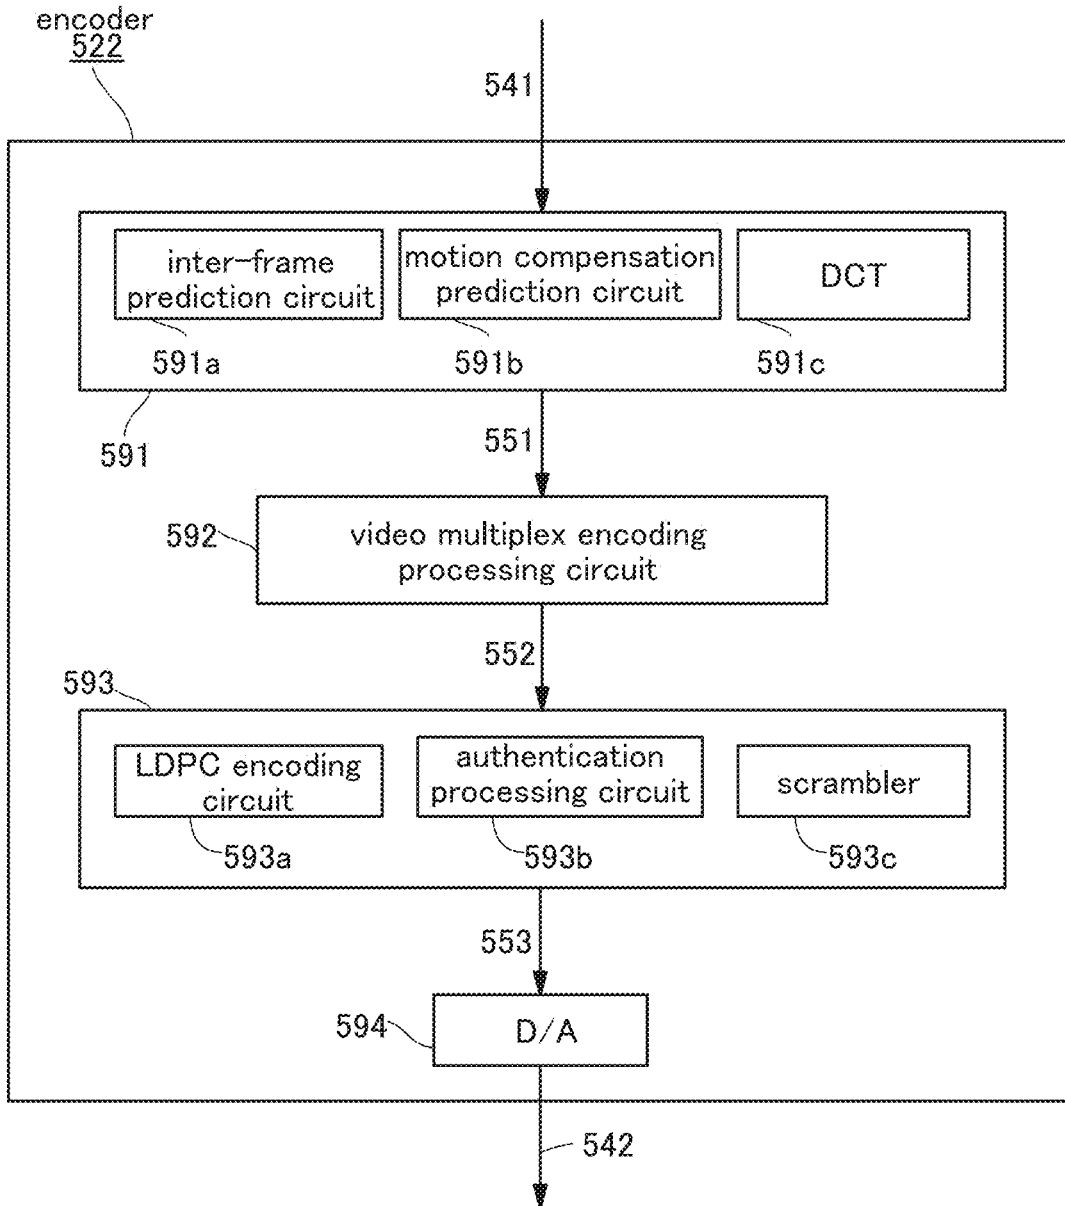 encoder
522
541
inter-frame
prediction circuit
motion compensation
prediction circuit
DCT
591a
591b
591c
591
551
592
video multiplex encoding
processing circuit
552
593
LDPC encoding
circuit
authentication
processing circuit
scrambler
593a
593b
593c
553
594
D/A
542